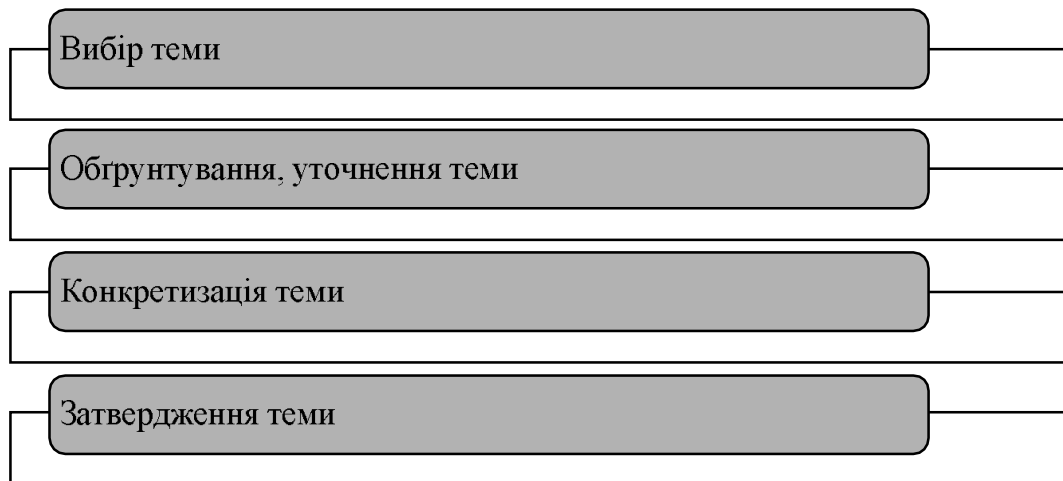 Вибір теми
Обґрунтування, уточнення теми
Конкретизація теми
Затвердження теми